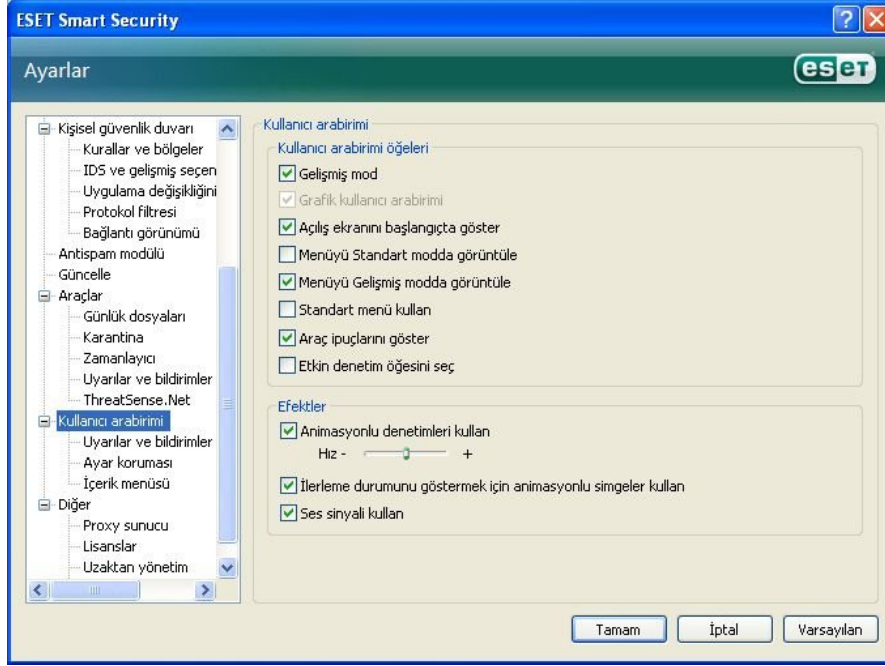 ESET Smart Security
Ayarlar
eseT
Kişisel güvenlik duvarı
Kurallar ve bölgeler
IDS ve gelişmiş seçen
Uygulama değişikliğini
Protokol filtresi
Bağlantı görünümü
Antispam modülü
Güncelle
Araçlar
Günlük dosyaları
Karantina
Zamanlayıcı
Uyarılar ve bildirimler
ThreatSense.Net
Kullanıcı arabirimi
Uyarılar ve bildirimler
Ayar koruması
İçerik menüsü
Diğer
Proxy sunucu
Lisanslar
Uzaktan yönetim
Kullanıcı arabirimi
Kullanıcı arabirimi öğeleri
Gelişmiş mod
Grafik kullanıcı arabirimi
Açılış ekranını başlangıçta göster
Menüyü Standart modda görüntüle
Menüyü Gelişmiş modda görüntüle
Standart menü kullan
Araç ipuçlarını göster
Etkin denetim öğesini seç
Efektler
Animasyonlu denetimleri kullan
Hız - +
İlerleme durumunu göstermek için animasyonlu simgeler kullan
Ses sinyali kullan
Tamam İptal Varsayılan